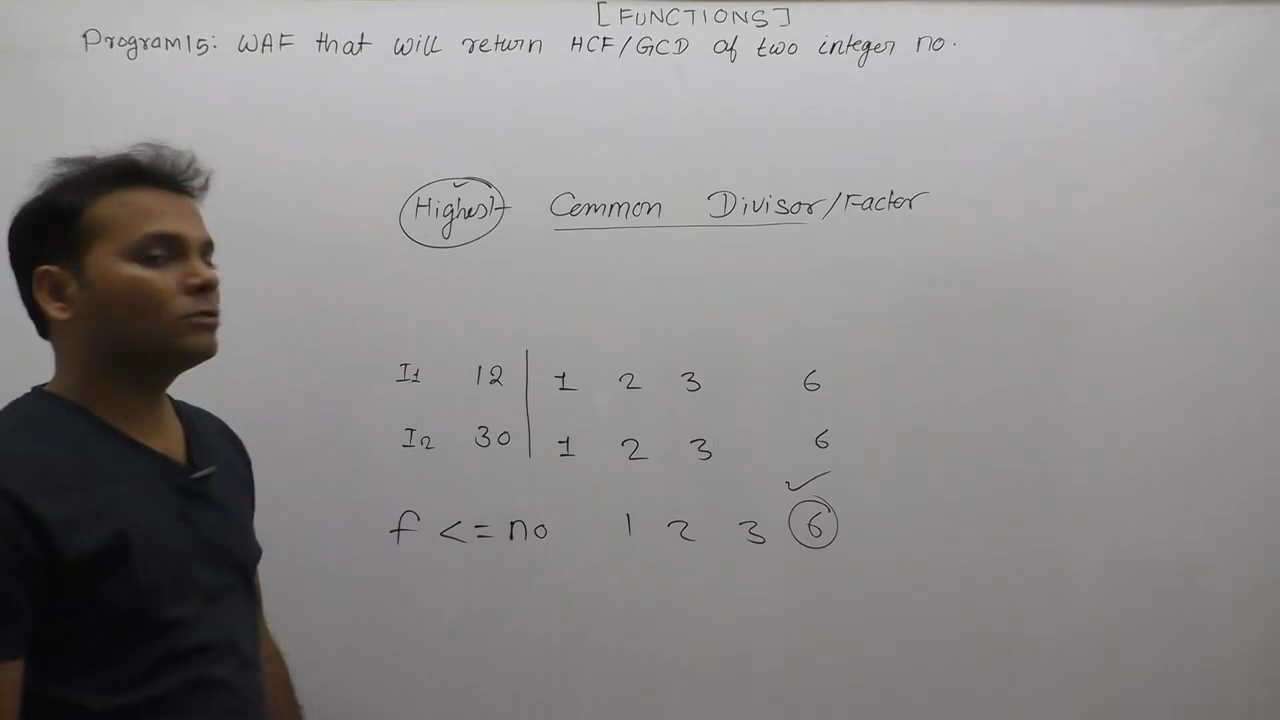 [FUNCTIONS]
Program15: WAF that will return HCF/GCD of two integer no.
Highest Common Divisor/Factor
I1 12 | 1 2 3 6
I2 30 | 1 2 3 6
f <= no 1 2 3 6